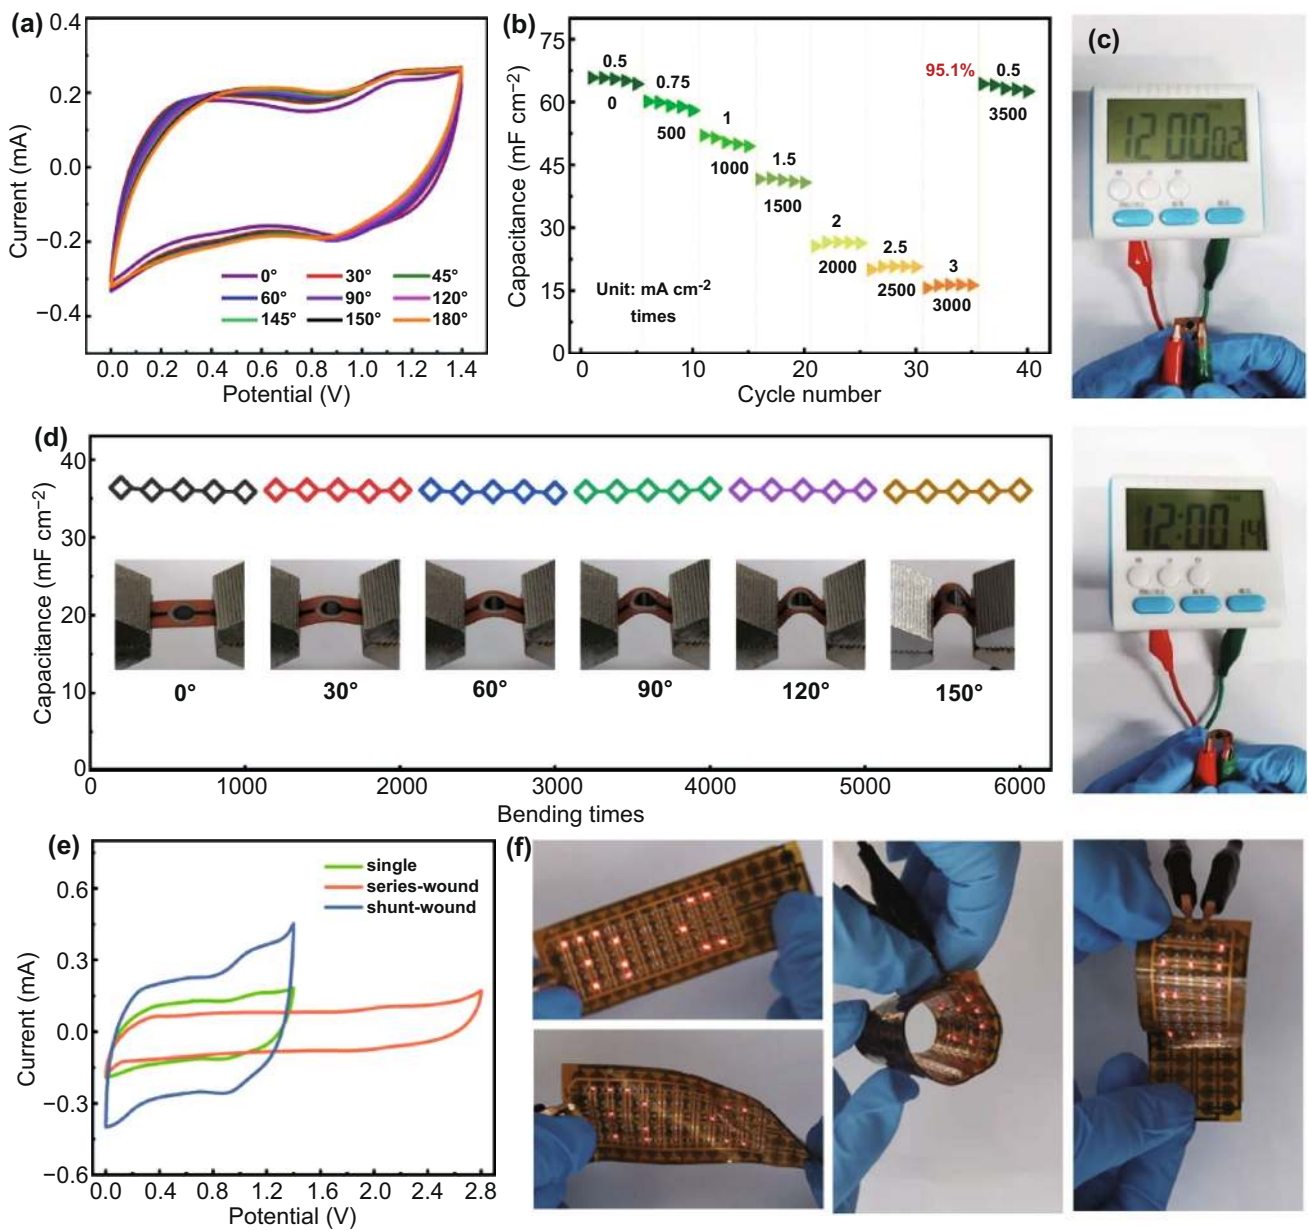 (a)
0.4
0.2
0.0
−0.2
−0.4
Current (mA)
0° 30° 45°
60° 90° 120°
145° 150° 180°
0.0 0.2 0.4 0.6 0.8 1.0 1.2 1.4
Potential (V)
(b)
75
60
45
30
15
0
Capacitance (mF cm⁻²)
0.5
0
0.75
500
1
1000
1.5
1500
2
2000
2.5
2500
3
3000
95.1%
0.5
3500
Unit: mA cm⁻²
times
0 10 20 30 40
Cycle number
(c)
12 00 02
12:00 14
(d)
40
30
20
10
0
Capacitance (mF cm⁻²)
0° 30° 60° 90° 120° 150°
0 1000 2000 3000 4000 5000 6000
Bending times
(e)
0.6
0.3
0.0
−0.3
−0.6
Current (mA)
single
series-wound
shunt-wound
0.0 0.4 0.8 1.2 1.6 2.0 2.4 2.8
Potential (V)
(f)